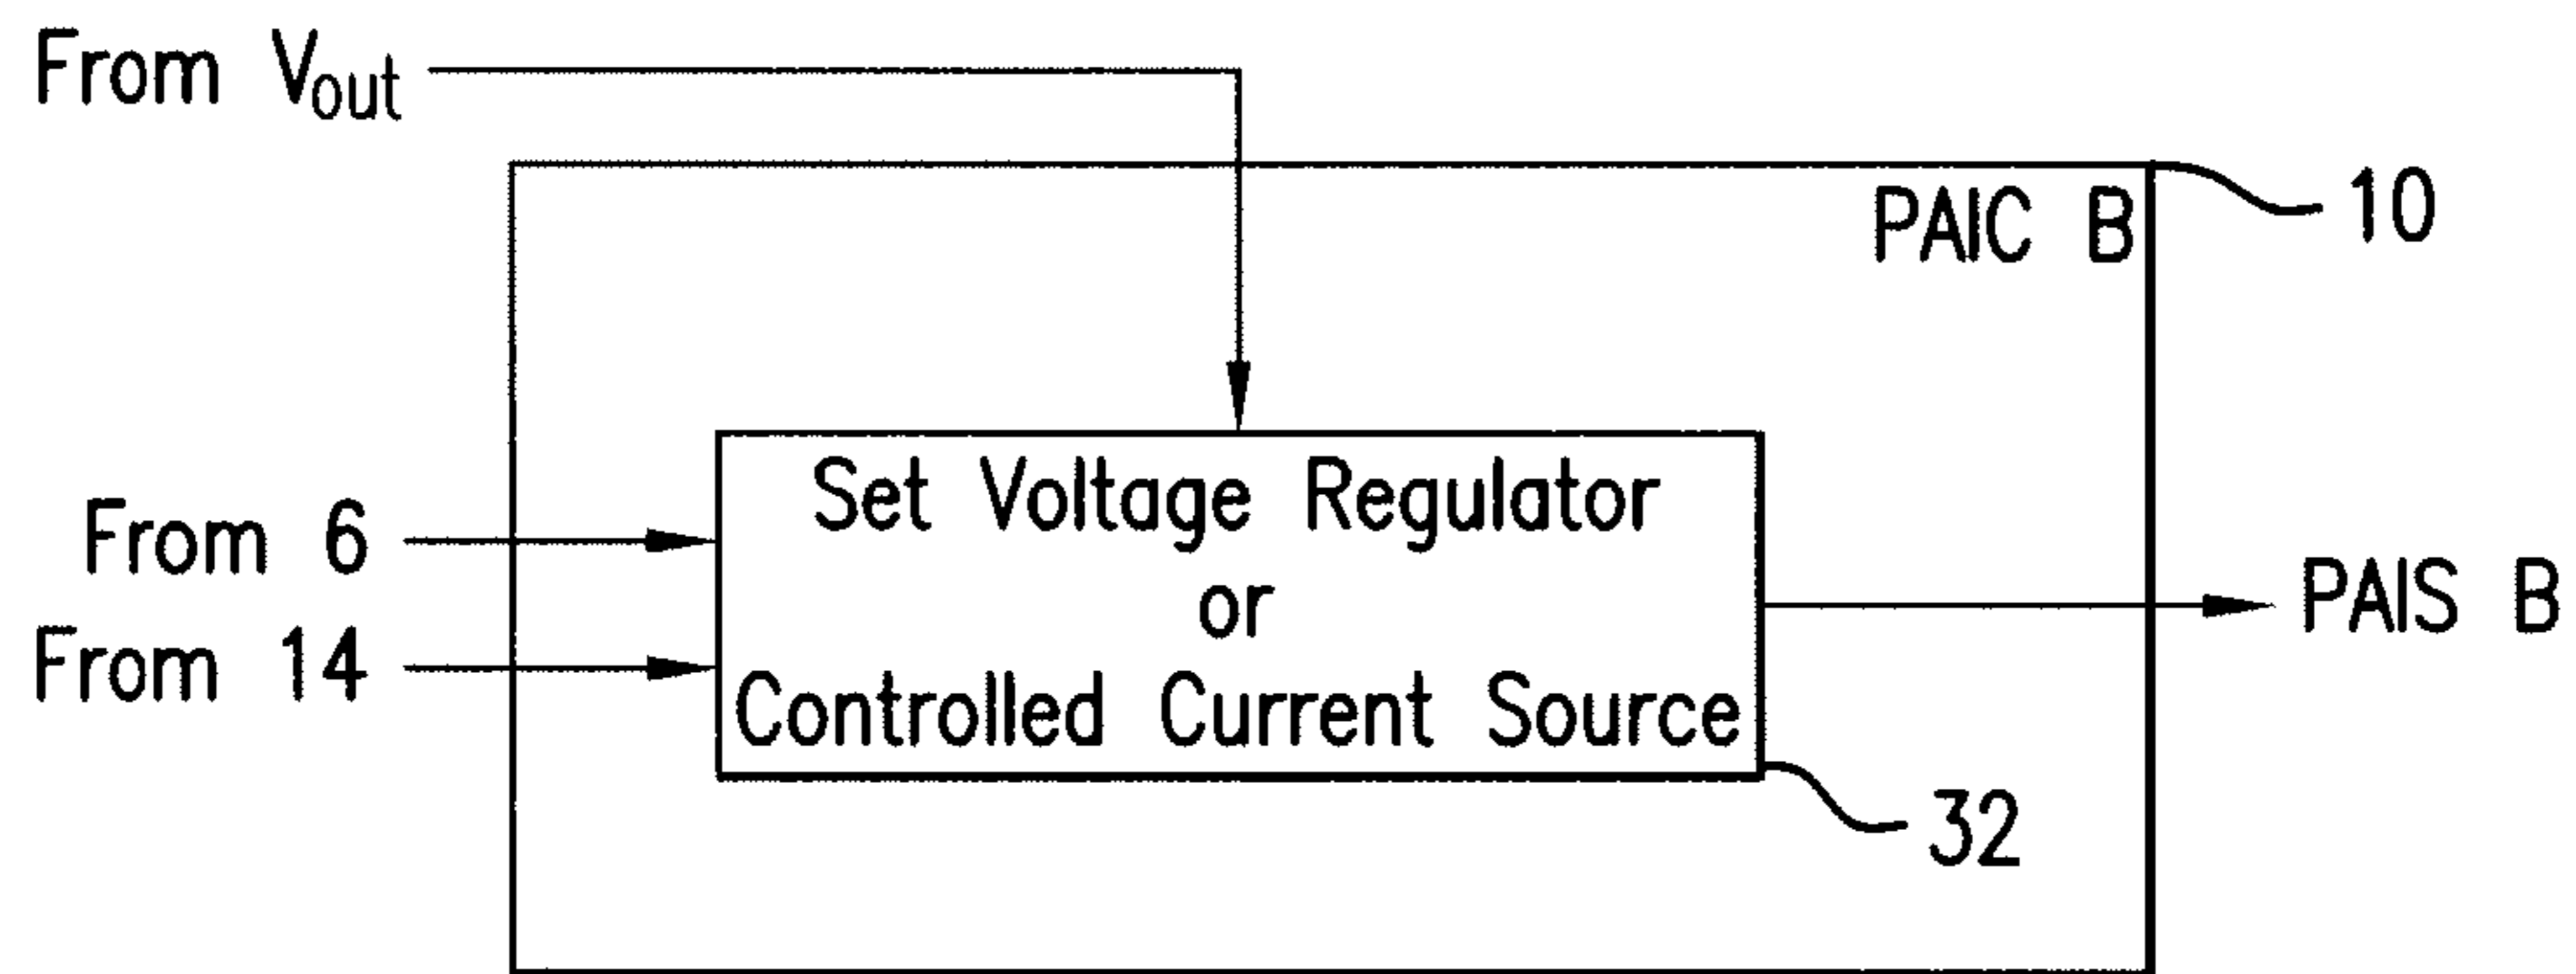 From Vout
PAIC B
10
Set Voltage Regulator
or
Controlled Current Source
From 6
From 14
PAIS B
32